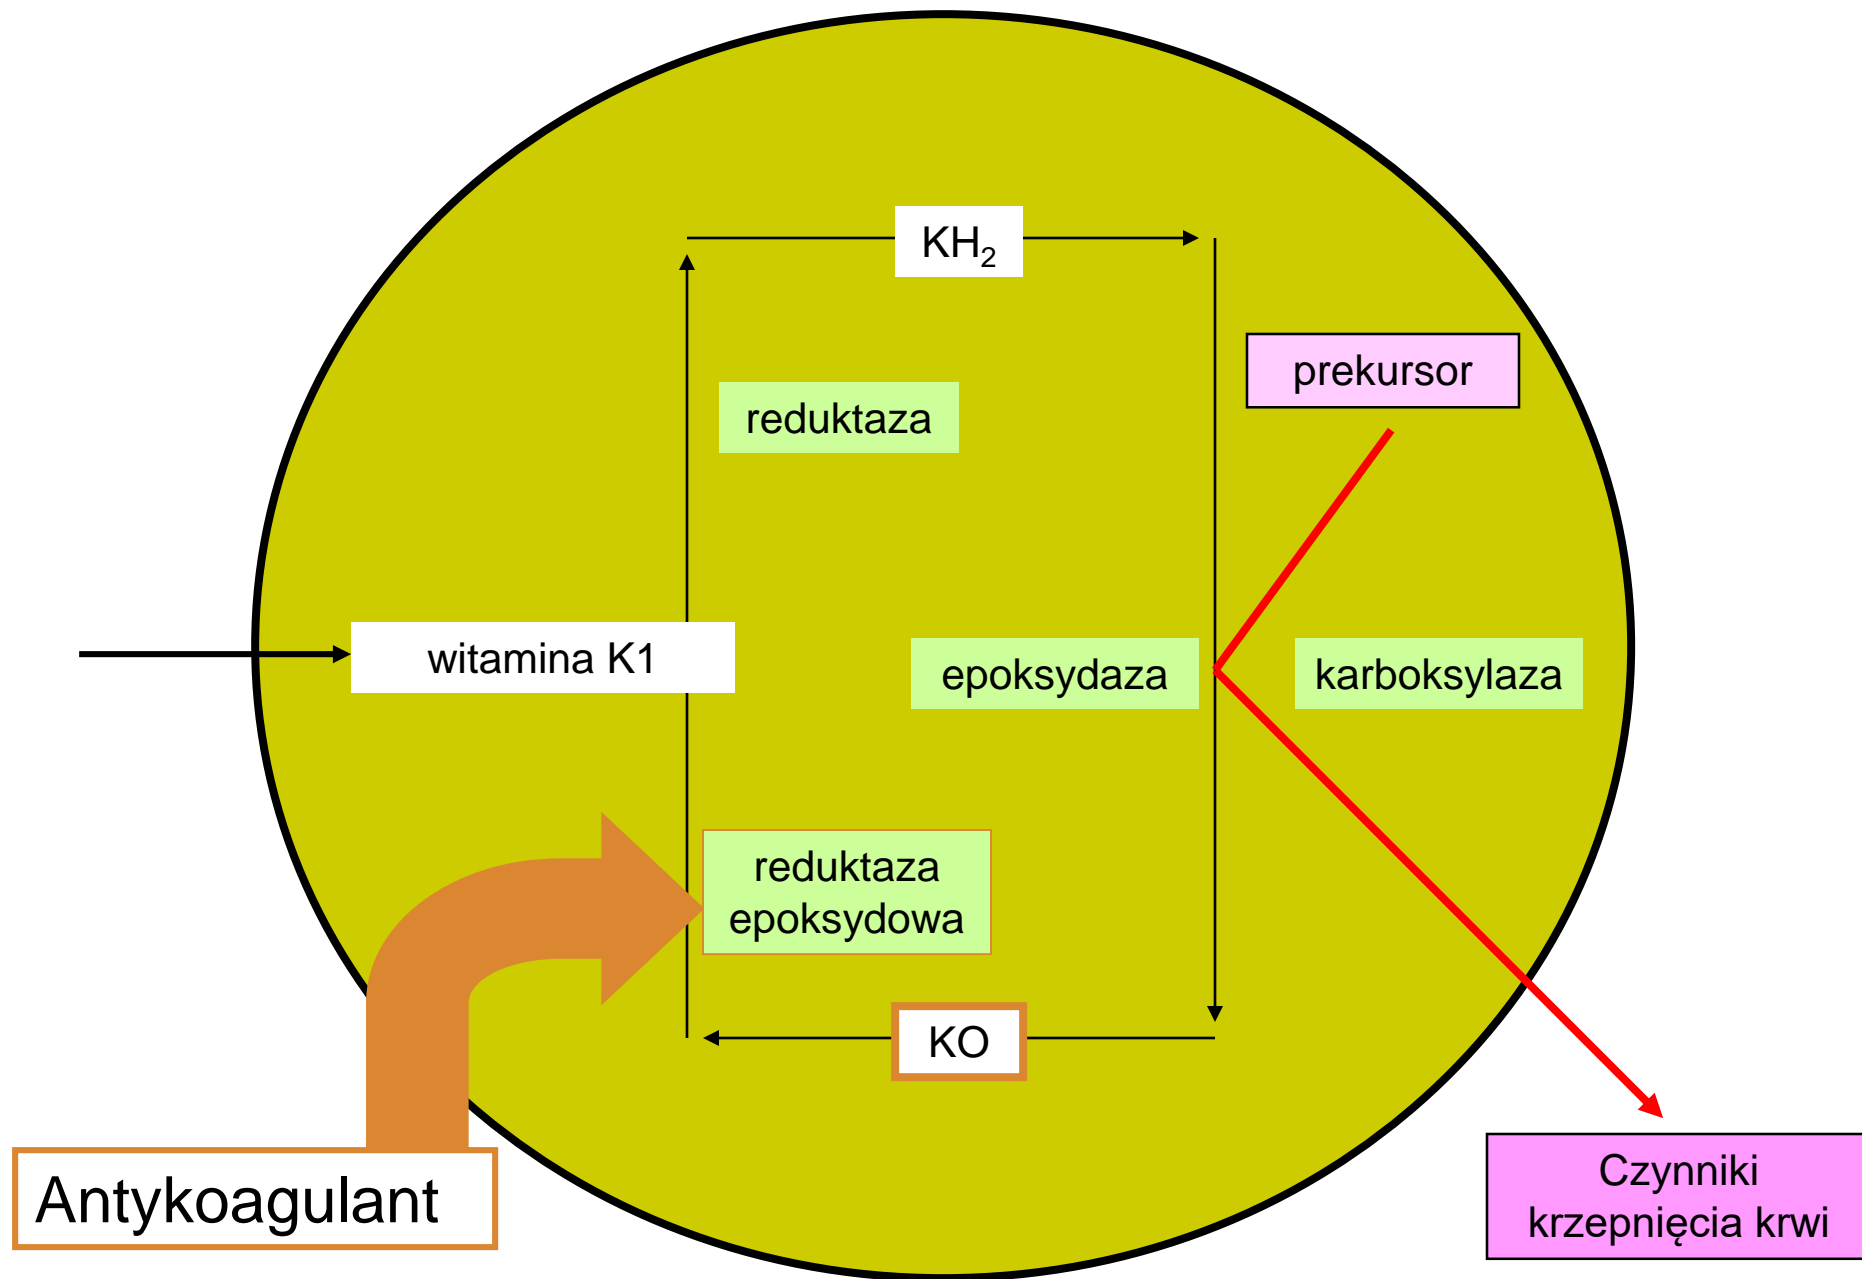 KH₂
prekursor
reduktaza
witamina K1
epoksydaza
karboksylaza
reduktaza
epoksydowa
KO
Antykoagulant
Czynniki
krzepnięcia krwi